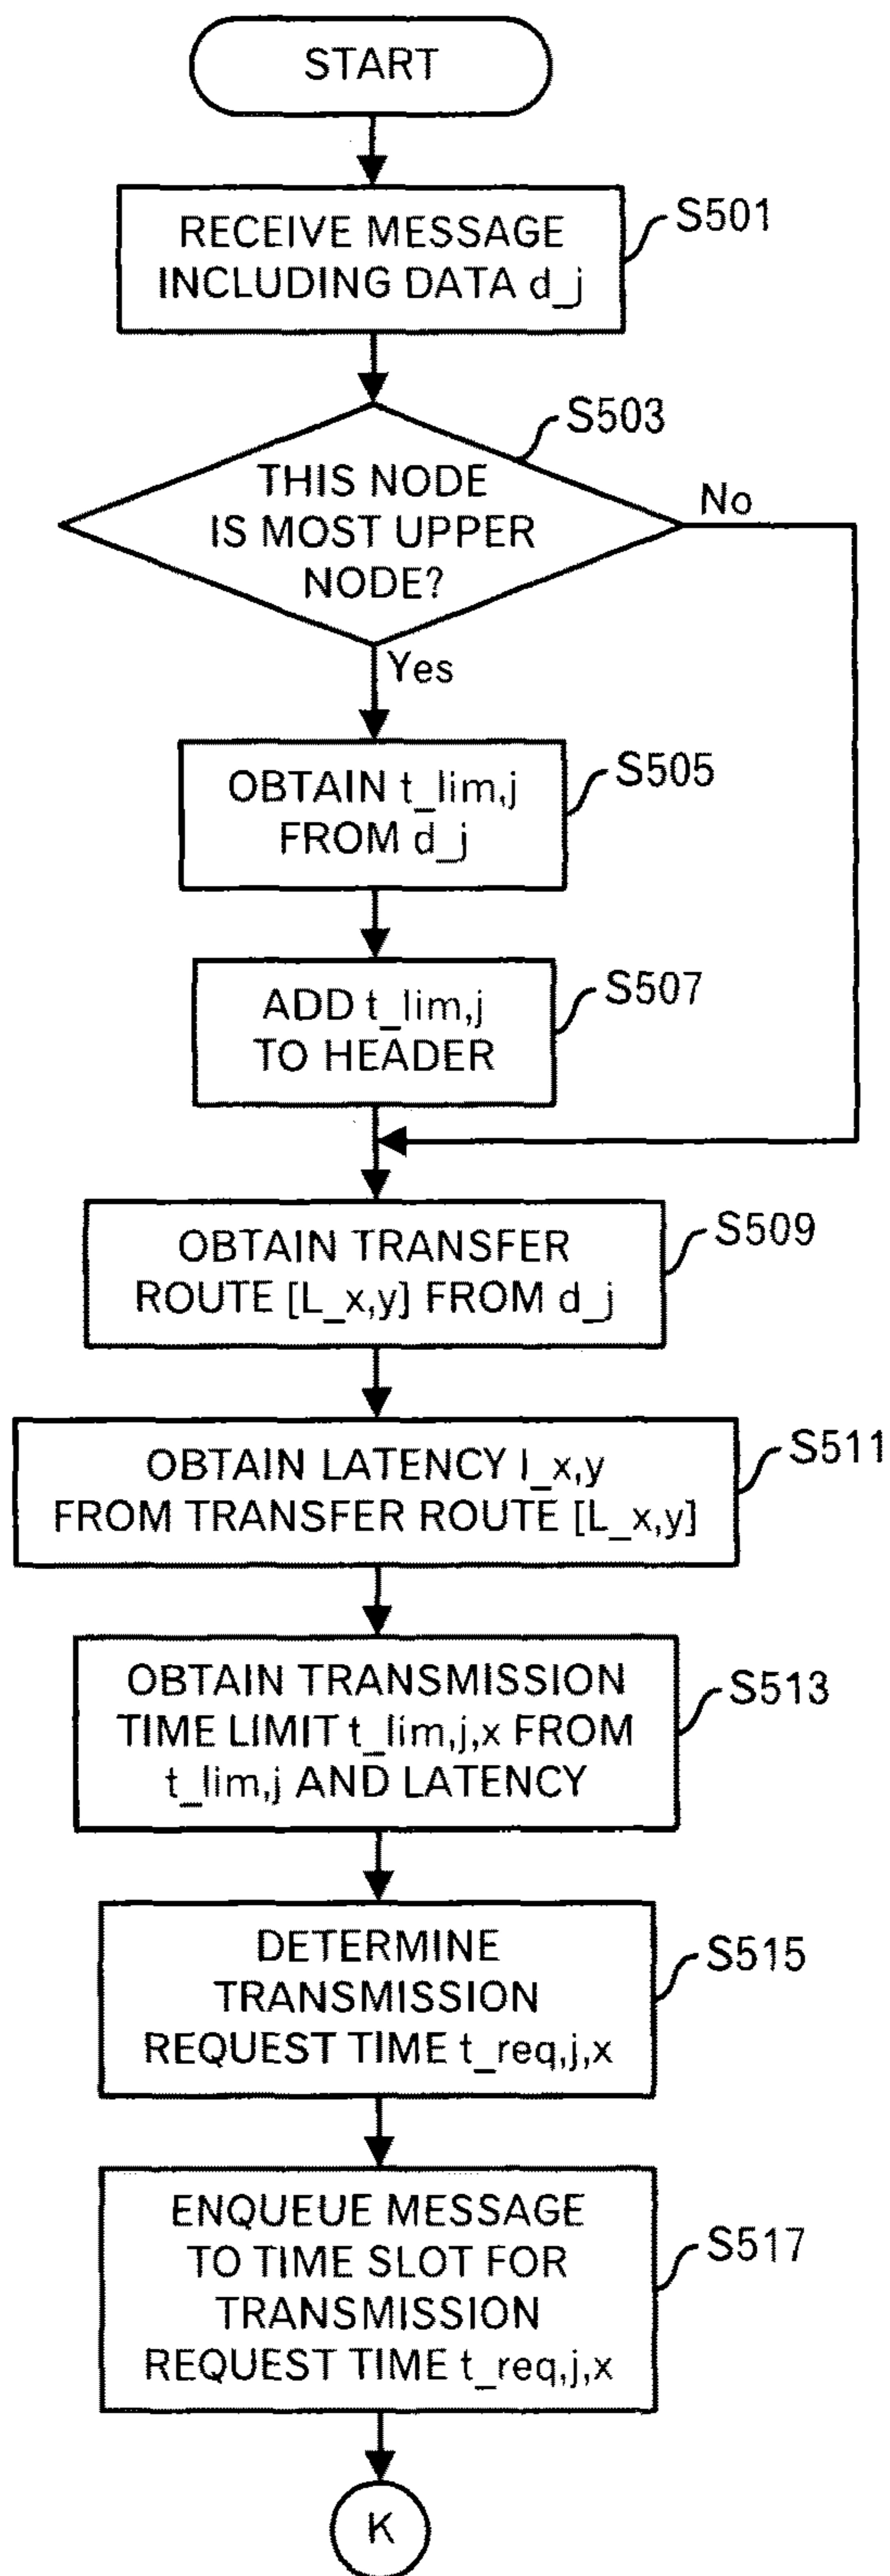 START
RECEIVE MESSAGE
INCLUDING DATA d_j
S501
THIS NODE
IS MOST UPPER
NODE?
S503
No
Yes
OBTAIN t_lim,j
FROM d_j
S505
ADD t_lim,j
TO HEADER
S507
OBTAIN TRANSFER
ROUTE [L_x,y] FROM d_j
S509
OBTAIN LATENCY l_x,y
FROM TRANSFER ROUTE [L_x,y]
S511
OBTAIN TRANSMISSION
TIME LIMIT t_lim,j,x FROM
t_lim,j AND LATENCY
S513
DETERMINE
TRANSMISSION
REQUEST TIME t_req,j,x
S515
ENQUEUE MESSAGE
TO TIME SLOT FOR
TRANSMISSION
REQUEST TIME t_req,j,x
S517
K